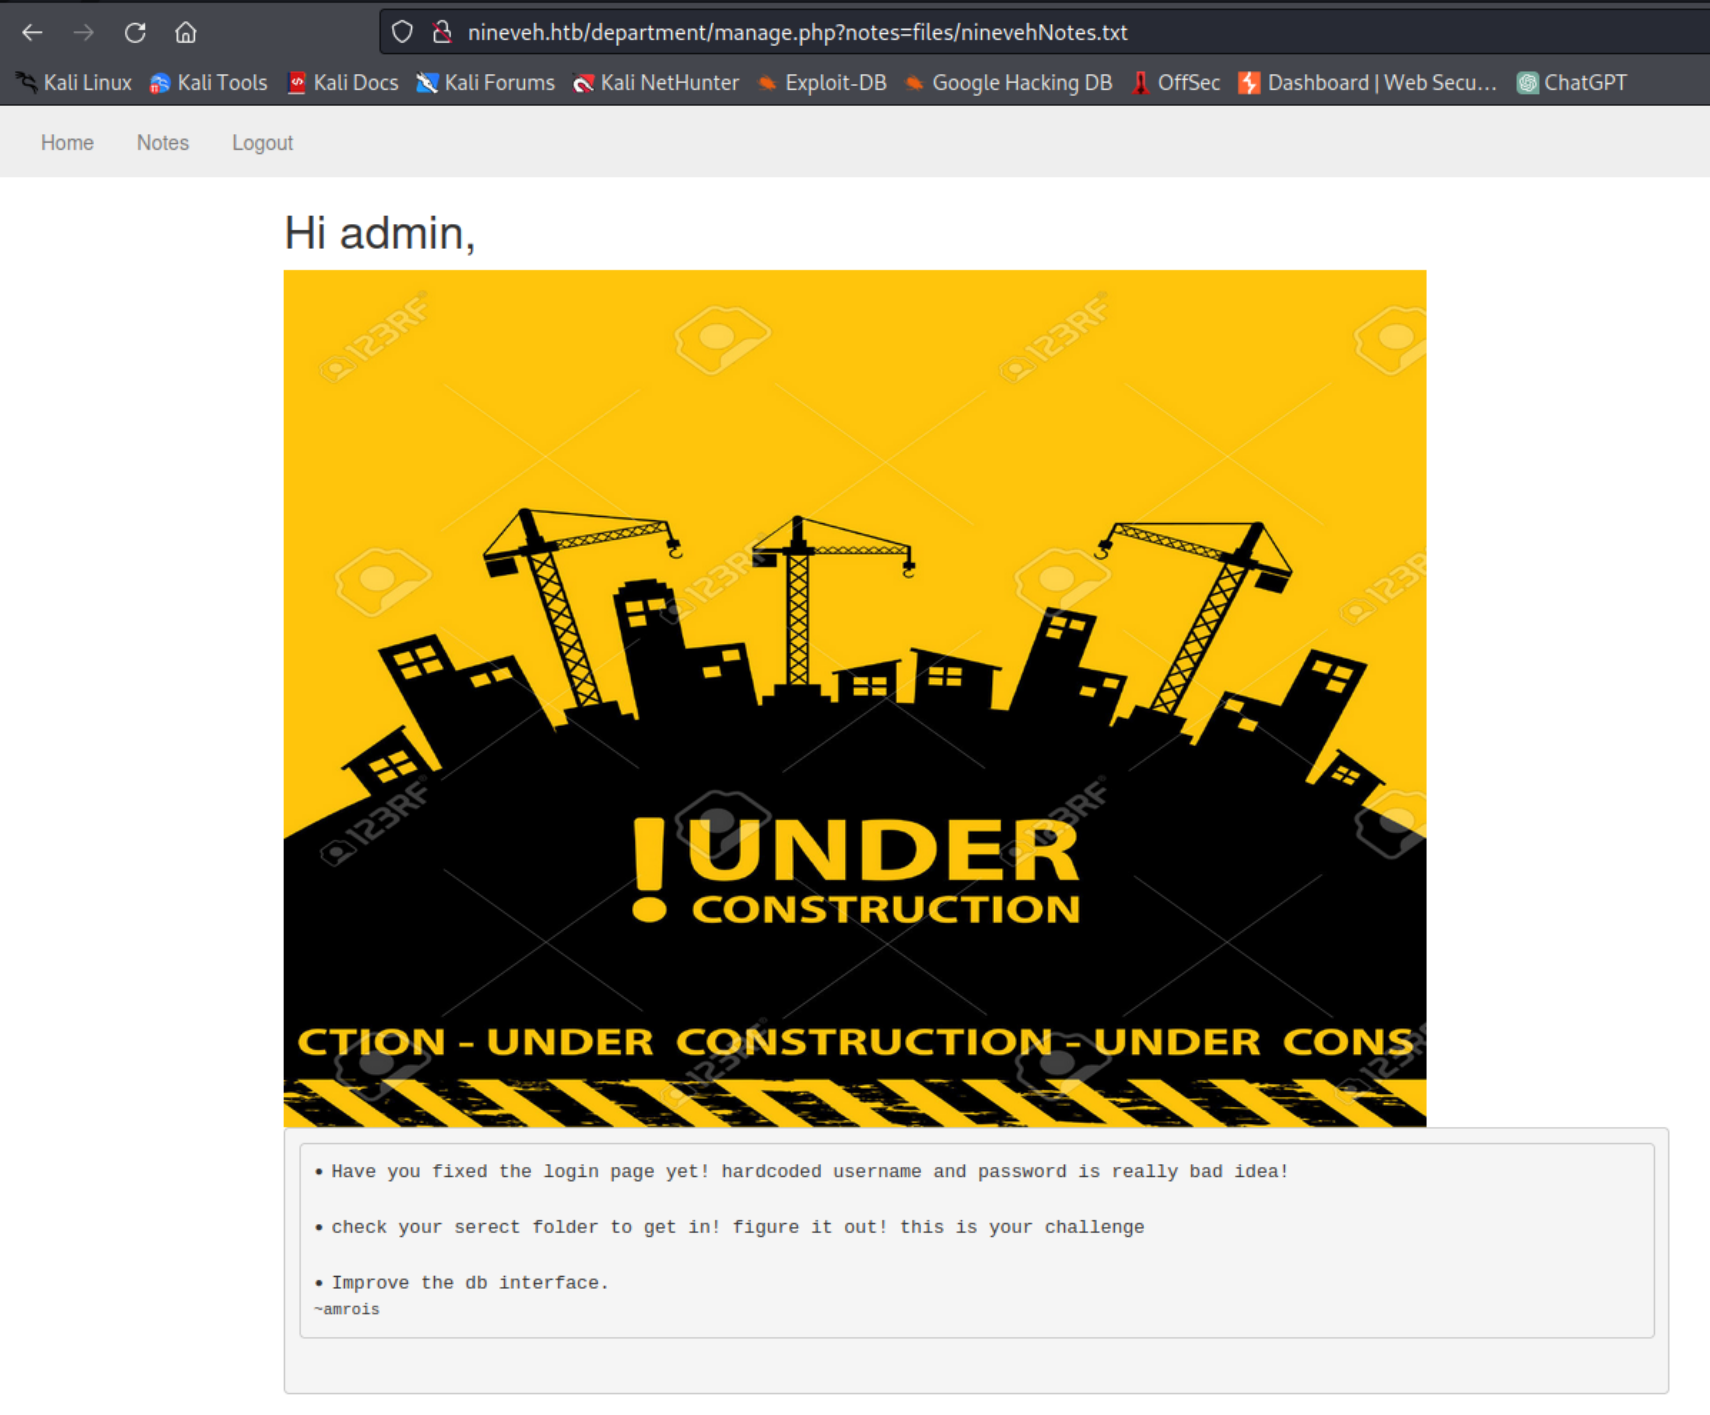 nineveh.htb/department/manage.php?notes=files/ninevehNotes.txt
Kali Linux Kali Tools Kali Docs Kali Forums Kali NetHunter Exploit-DB Google Hacking DB OffSec Dashboard | Web Secu... ChatGPT
Home Notes Logout
Hi admin,
123RF 123RF
123RF 123RF
123RF 123RF
! UNDER
CONSTRUCTION
CTION - UNDER CONSTRUCTION - UNDER CONS
123RF 123RF
• Have you fixed the login page yet! hardcoded username and password is really bad idea!
• check your serect folder to get in! figure it out! this is your challenge
• Improve the db interface.
~amrois